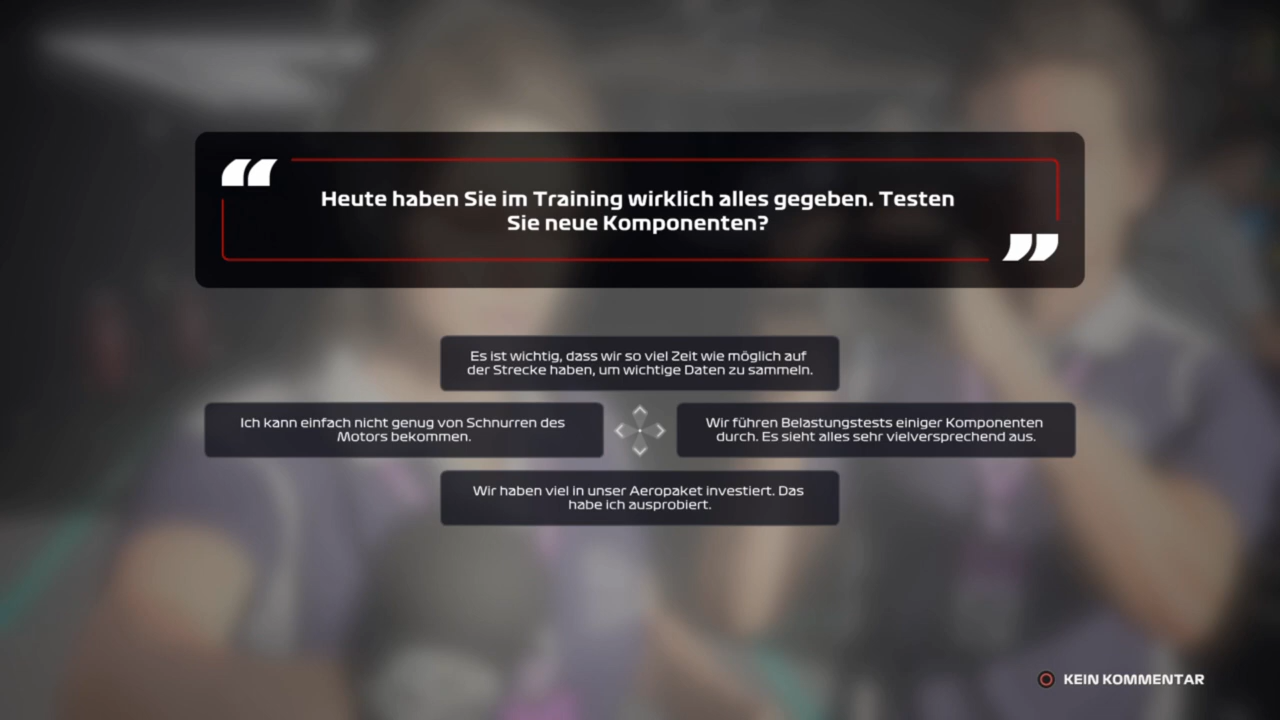 Heute haben Sie im Training wirklich alles gegeben. Testen
Sie neue Komponenten?
Es ist wichtig, dass wir so viel Zeit wie möglich auf
der Strecke haben, um wichtige Daten zu sammeln.
Ich kann einfach nicht genug von Schnurren des
Motors bekommen.
Wir führen Belastungstests einiger Komponenten
durch. Es sieht alles sehr vielversprechend aus.
Wir haben viel in unser Aeropaket investiert. Das
habe ich ausprobiert.
KEIN KOMMENTAR